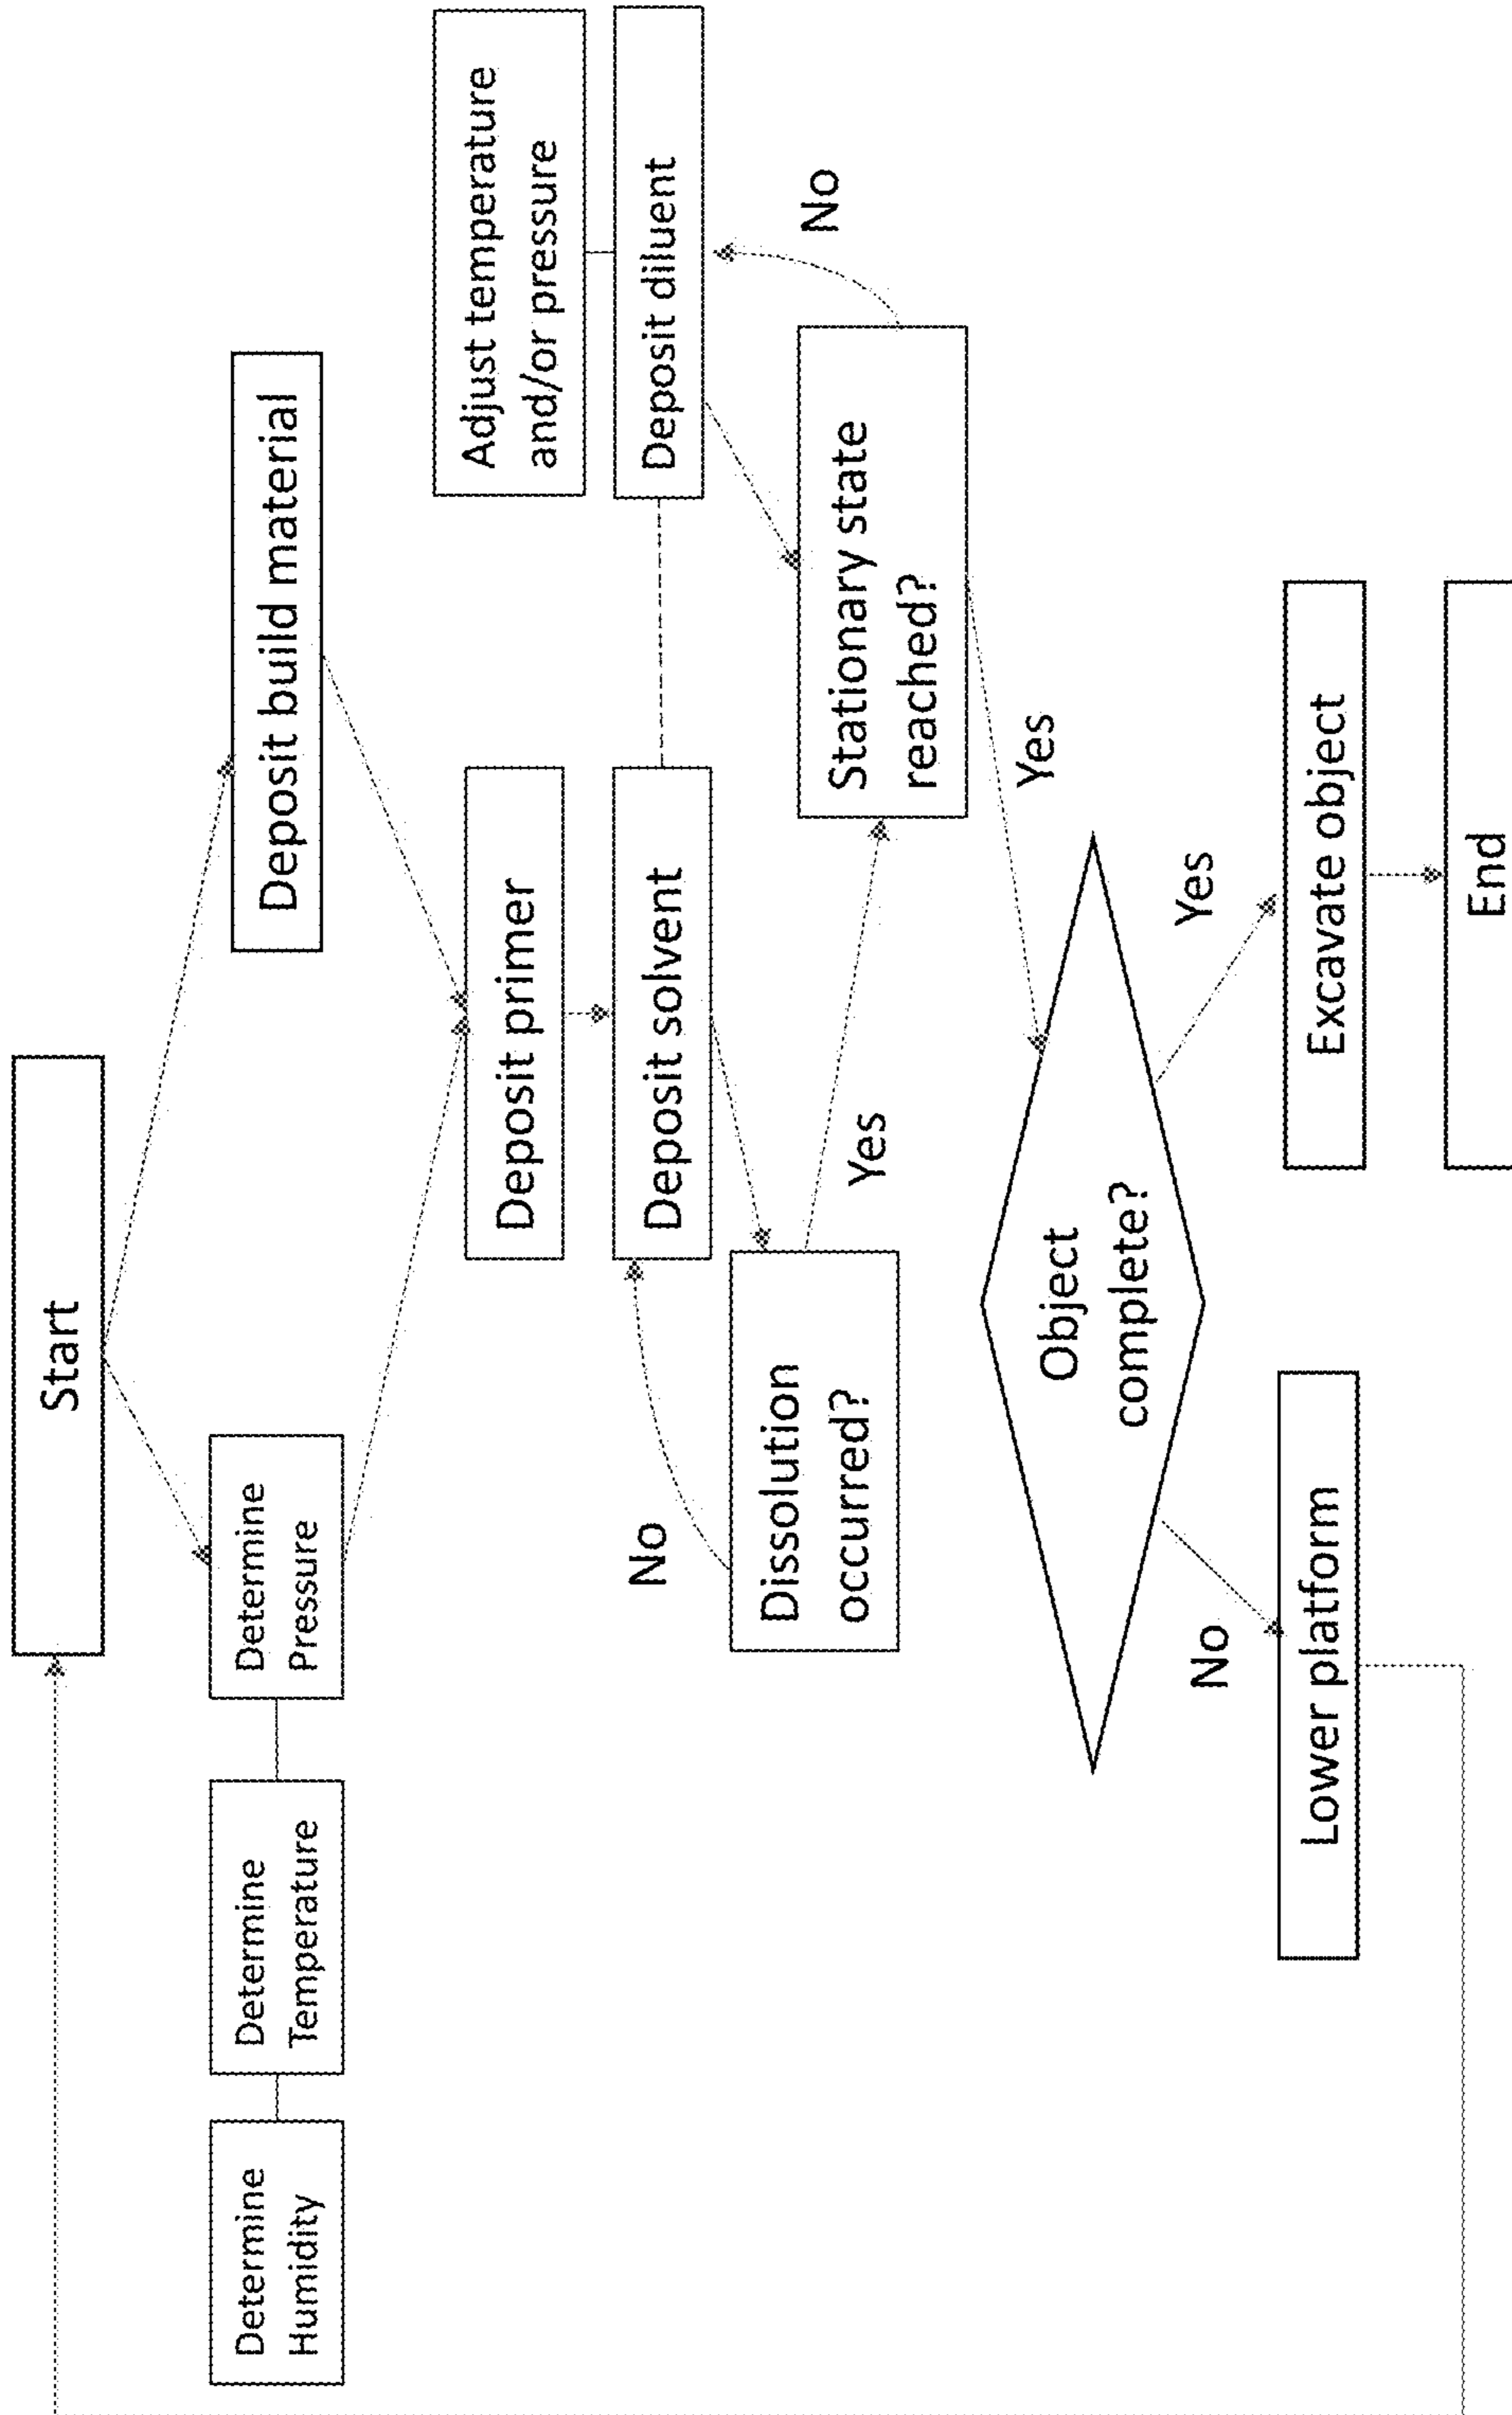 Start
Determine
Humidity
Determine
Temperature
Determine
Pressure
Deposit build material
Adjust temperature
and/or pressure
Deposit primer
Deposit solvent
Deposit diluent
No
No
Dissolution
occurred?
Yes
Stationary state
reached?
Yes
Object
complete?
No
Yes
Lower platform
Excavate object
End